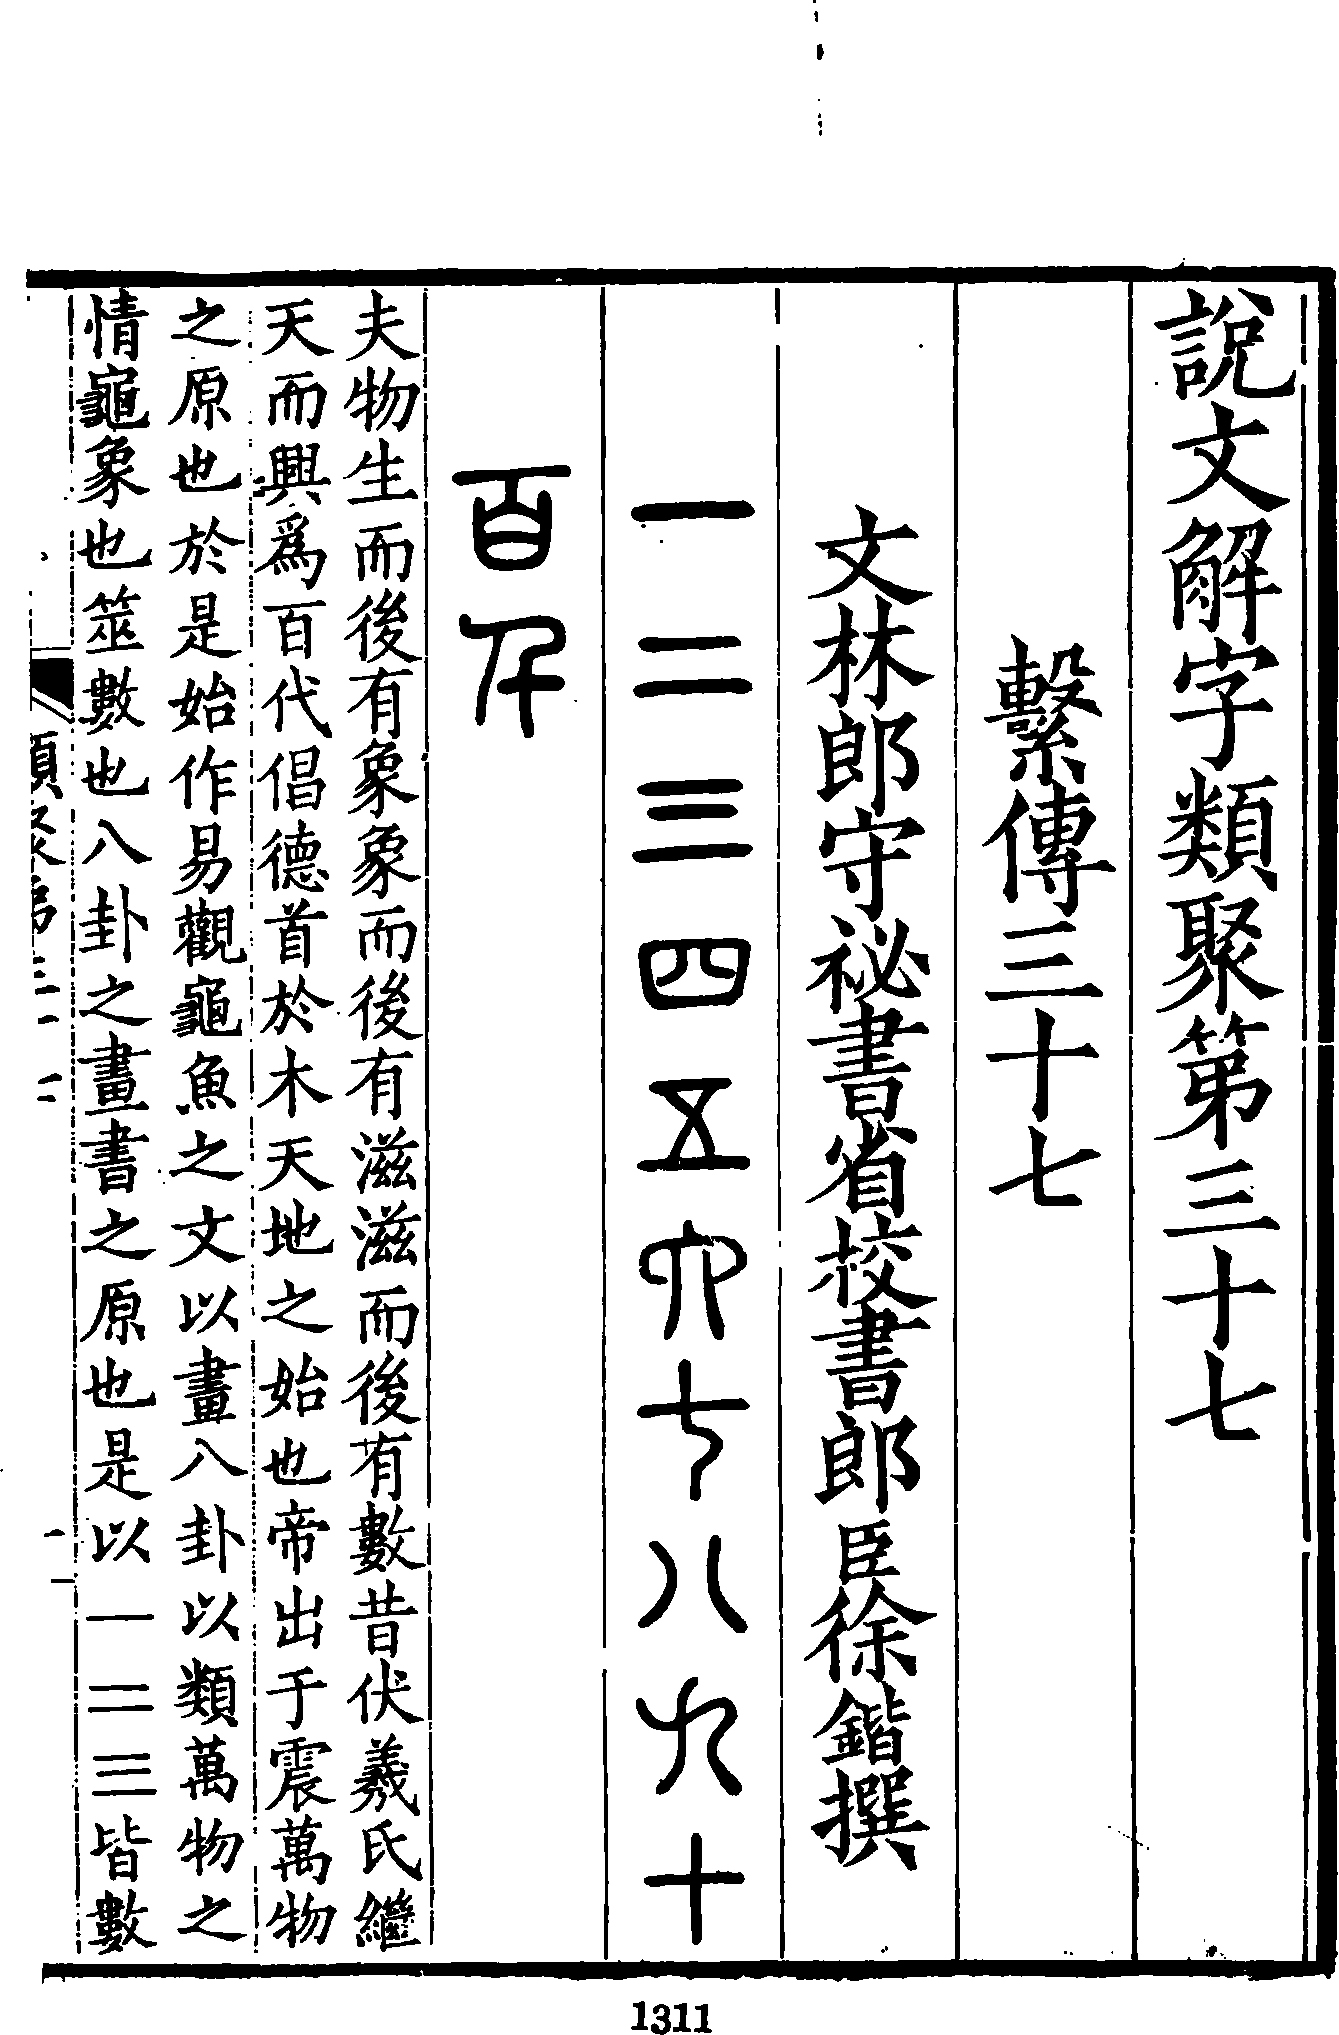 說文解字類聚第三十七
繫傳三十七
文林郎守祕書省校書郎臣徐鍇撰
一二三四五六七八九十
百千
夫物生而後有象象而後有滋滋而後有數昔伏羲氏繼
天而興爲百代倡德首於木天地之始也帝出于震萬物
之原也於是始作易觀龜魚之文以畫八卦以類萬物之
情龜象也筮數也八卦之畫書之原也是以一二三皆數
1311